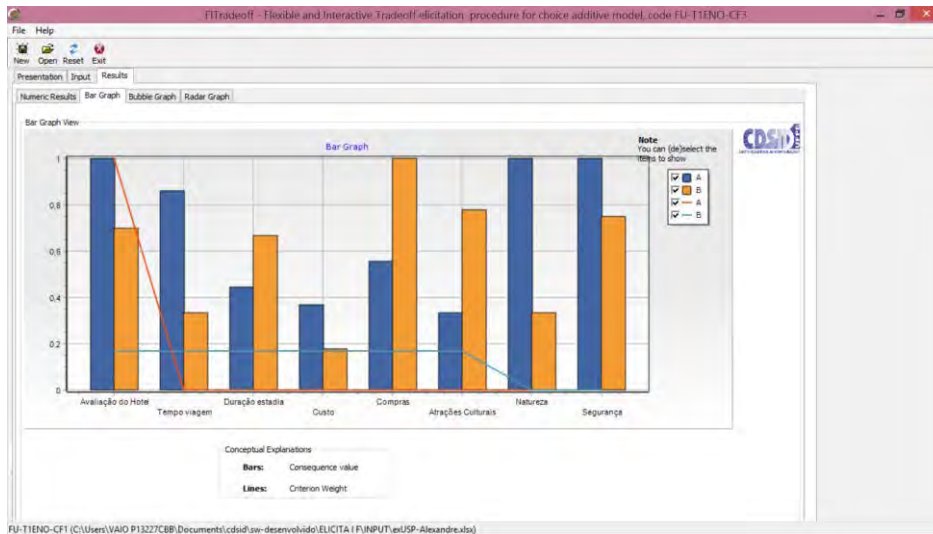 FITradeoff - Flexible and Interactive Tradeoff elicitation procedure for choice additive model, code FU-T1ENO-CF3
File Help
New Open Reset Exit
Presentation Input Results
Numeric Results Bar Graph Bubble Graph Radar Graph
Bar Graph View
Bar Graph
Note
You can (de)select the
items to show
CDSiD
A
B
A
B
1
0,8
0,6
0,4
0,2
0
Avaliação do Hotel Duração estadia Compras Natureza
Tempo viagem Custo Atrações Culturais Segurança
Conceptual Explanations
Bars: Consequence value
Lines: Criterion Weight
FU-T1ENO-CF1 (C:\Users\VAIO P13227CBB\Documents\cdsid\sw-desenvolvido\ELICITA I F\INPUT\exUSP-Alexandre.xlsx)